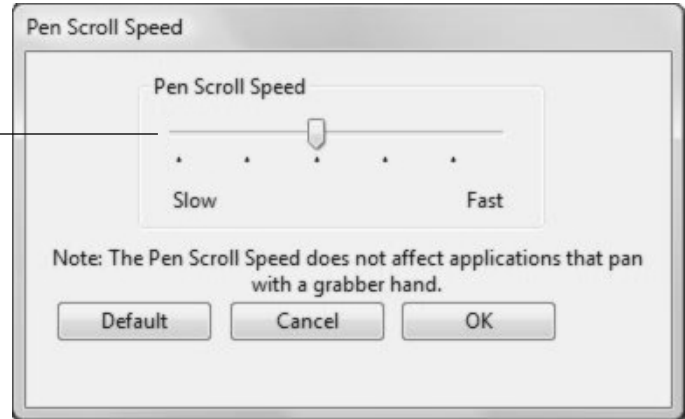 Pen Scroll Speed
Pen Scroll Speed
Slow Fast
Note: The Pen Scroll Speed does not affect applications that pan
with a grabber hand.
Default Cancel OK